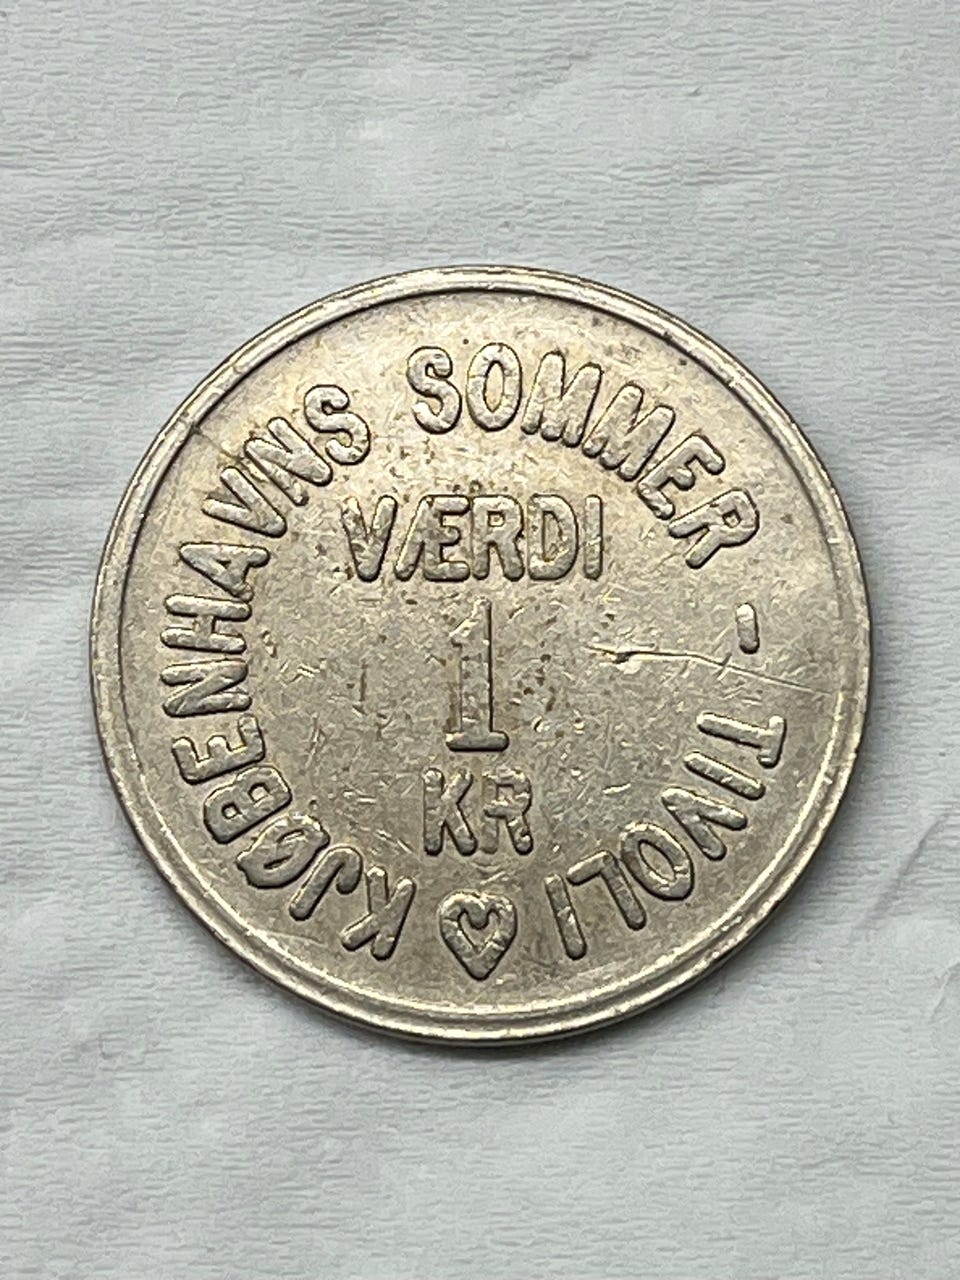 KJØBENHAVNS SOMMER - TIVOLI
VÆRDI
1
KR